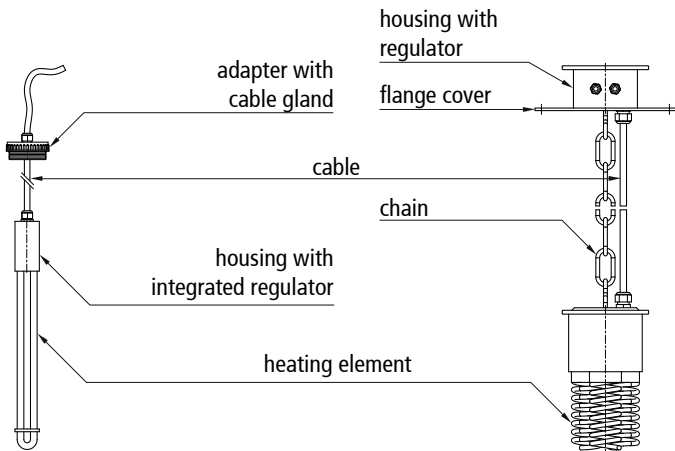 housing with
regulator
adapter with
cable gland
flange cover
cable
chain
housing with
integrated regulator
heating element